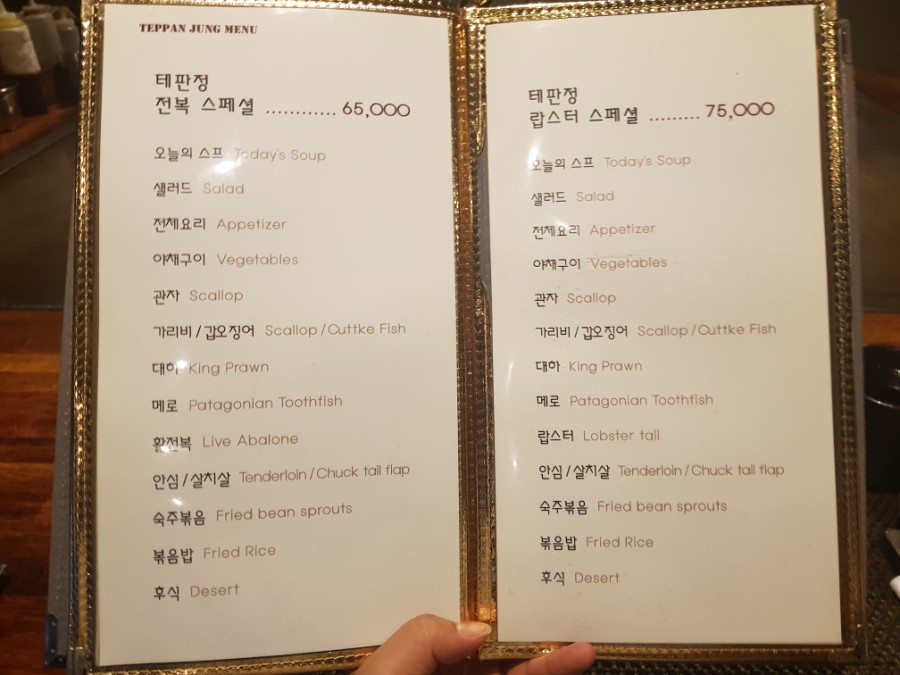 TEPPAN JUNG MENU
테판정
전복 스페셜 ............ 65,000
오늘의 스프 Today's Soup
샐러드 Salad
전체요리 Appetizer
야채구이 Vegetables
관자 Scallop
가리비/갑오징어 Scallop/Cuttke Fish
대하 King Prawn
메로 Patagonian Toothfish
활전복 Live Abalone
안심/살치살 Tenderloin/Chuck tail flap
숙주볶음 Fried bean sprouts
볶음밥 Fried Rice
후식 Desert
테판정
랍스터 스페셜 ......... 75,000
오늘의 스프 Today's Soup
샐러드 Salad
전체요리 Appetizer
야채구이 Vegetables
관자 Scallop
가리비/갑오징어 Scallop/Cuttke Fish
대하 King Prawn
메로 Patagonian Toothfish
랍스터 Lobster tail
안심/살치살 Tenderloin/Chuck tail flap
숙주볶음 Fried bean sprouts
볶음밥 Fried Rice
후식 Desert